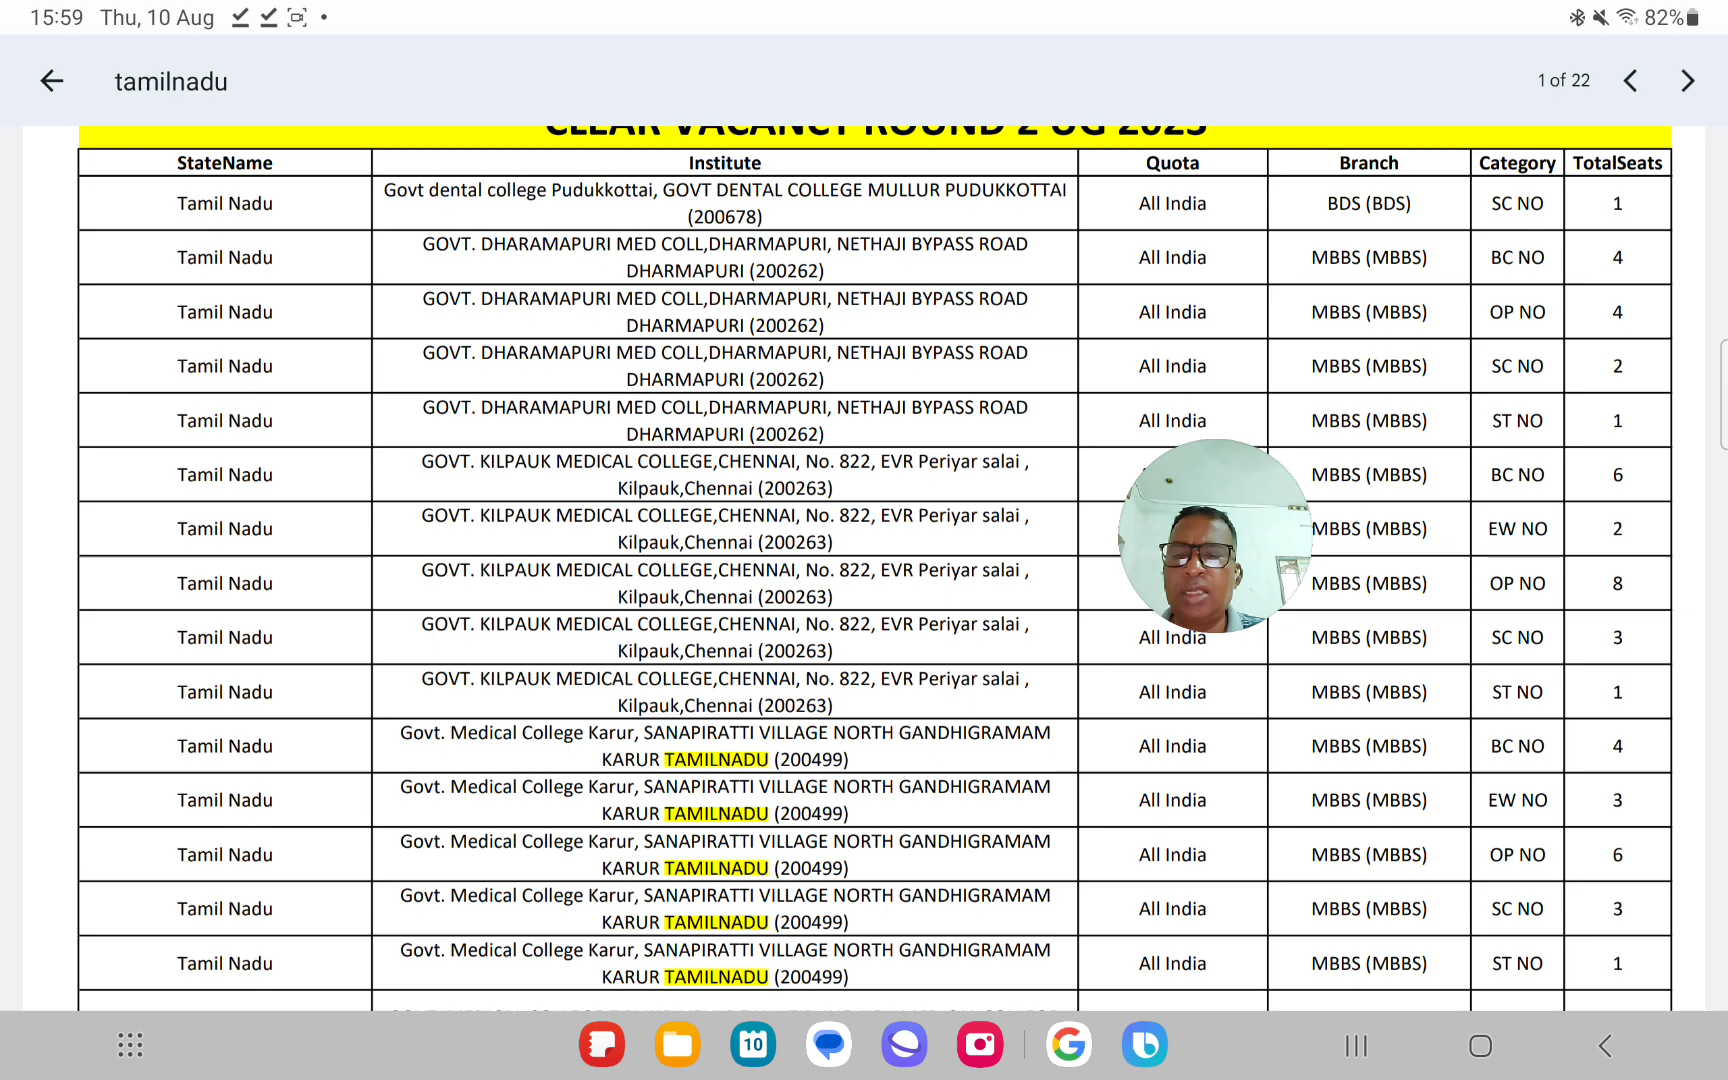 15:59 Thu, 10 Aug
82%
tamilnadu
1 of 22
CLEAR VACANCY ROUND 2 UG 2023
StateName Institute Quota Branch Category TotalSeats
Tamil Nadu Govt dental college Pudukkottai, GOVT DENTAL COLLEGE MULLUR PUDUKKOTTAI (200678) All India BDS (BDS) SC NO 1
Tamil Nadu GOVT. DHARAMAPURI MED COLL,DHARMAPURI, NETHAJI BYPASS ROAD DHARMAPURI (200262) All India MBBS (MBBS) BC NO 4
Tamil Nadu GOVT. DHARAMAPURI MED COLL,DHARMAPURI, NETHAJI BYPASS ROAD DHARMAPURI (200262) All India MBBS (MBBS) OP NO 4
Tamil Nadu GOVT. DHARAMAPURI MED COLL,DHARMAPURI, NETHAJI BYPASS ROAD DHARMAPURI (200262) All India MBBS (MBBS) SC NO 2
Tamil Nadu GOVT. DHARAMAPURI MED COLL,DHARMAPURI, NETHAJI BYPASS ROAD DHARMAPURI (200262) All India MBBS (MBBS) ST NO 1
Tamil Nadu GOVT. KILPAUK MEDICAL COLLEGE,CHENNAI, No. 822, EVR Periyar salai , Kilpauk,Chennai (200263) MBBS (MBBS) BC NO 6
Tamil Nadu GOVT. KILPAUK MEDICAL COLLEGE,CHENNAI, No. 822, EVR Periyar salai , Kilpauk,Chennai (200263) MBBS (MBBS) EW NO 2
Tamil Nadu GOVT. KILPAUK MEDICAL COLLEGE,CHENNAI, No. 822, EVR Periyar salai , Kilpauk,Chennai (200263) MBBS (MBBS) OP NO 8
Tamil Nadu GOVT. KILPAUK MEDICAL COLLEGE,CHENNAI, No. 822, EVR Periyar salai , Kilpauk,Chennai (200263) All India MBBS (MBBS) SC NO 3
Tamil Nadu GOVT. KILPAUK MEDICAL COLLEGE,CHENNAI, No. 822, EVR Periyar salai , Kilpauk,Chennai (200263) All India MBBS (MBBS) ST NO 1
Tamil Nadu Govt. Medical College Karur, SANAPIRATTI VILLAGE NORTH GANDHIGRAMAM KARUR TAMILNADU (200499) All India MBBS (MBBS) BC NO 4
Tamil Nadu Govt. Medical College Karur, SANAPIRATTI VILLAGE NORTH GANDHIGRAMAM KARUR TAMILNADU (200499) All India MBBS (MBBS) EW NO 3
Tamil Nadu Govt. Medical College Karur, SANAPIRATTI VILLAGE NORTH GANDHIGRAMAM KARUR TAMILNADU (200499) All India MBBS (MBBS) OP NO 6
Tamil Nadu Govt. Medical College Karur, SANAPIRATTI VILLAGE NORTH GANDHIGRAMAM KARUR TAMILNADU (200499) All India MBBS (MBBS) SC NO 3
Tamil Nadu Govt. Medical College Karur, SANAPIRATTI VILLAGE NORTH GANDHIGRAMAM KARUR TAMILNADU (200499) All India MBBS (MBBS) ST NO 1
10